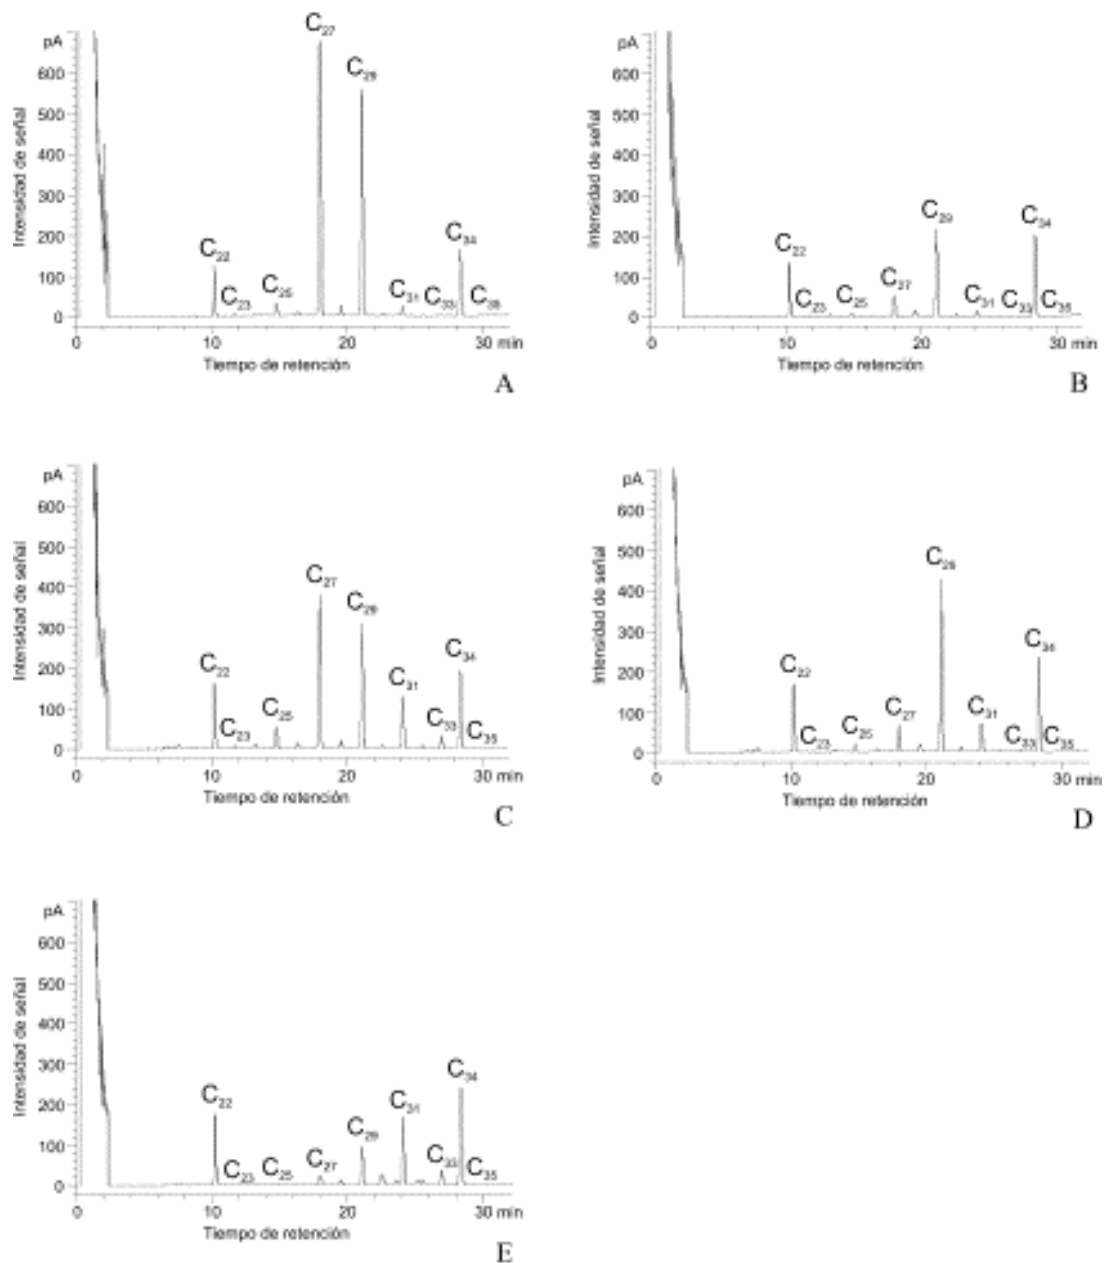 pA
600
500
400
300
200
100
0
Intensidad de señal
C27
C29
C22
C23
C25
C31
C33
C34
C35
0 10 20 30 min
Tiempo de retención
A
pA
600
500
400
300
200
100
0
Intensidad de señal
C22
C23
C25
C27
C29
C31
C33
C34
C35
0 10 20 30 min
Tiempo de retención
B
pA
600
500
400
300
200
100
0
Intensidad de señal
C22
C23
C25
C27
C29
C31
C33
C34
C35
0 10 20 30 min
Tiempo de retención
C
pA
600
500
400
300
200
100
0
Intensidad de señal
C22
C23
C25
C27
C29
C31
C33
C34
C35
0 10 20 30 min
Tiempo de retención
D
pA
600
500
400
300
200
100
0
Intensidad de señal
C22
C23
C25
C27
C29
C31
C33
C34
C35
0 10 20 30 min
Tiempo de retención
E